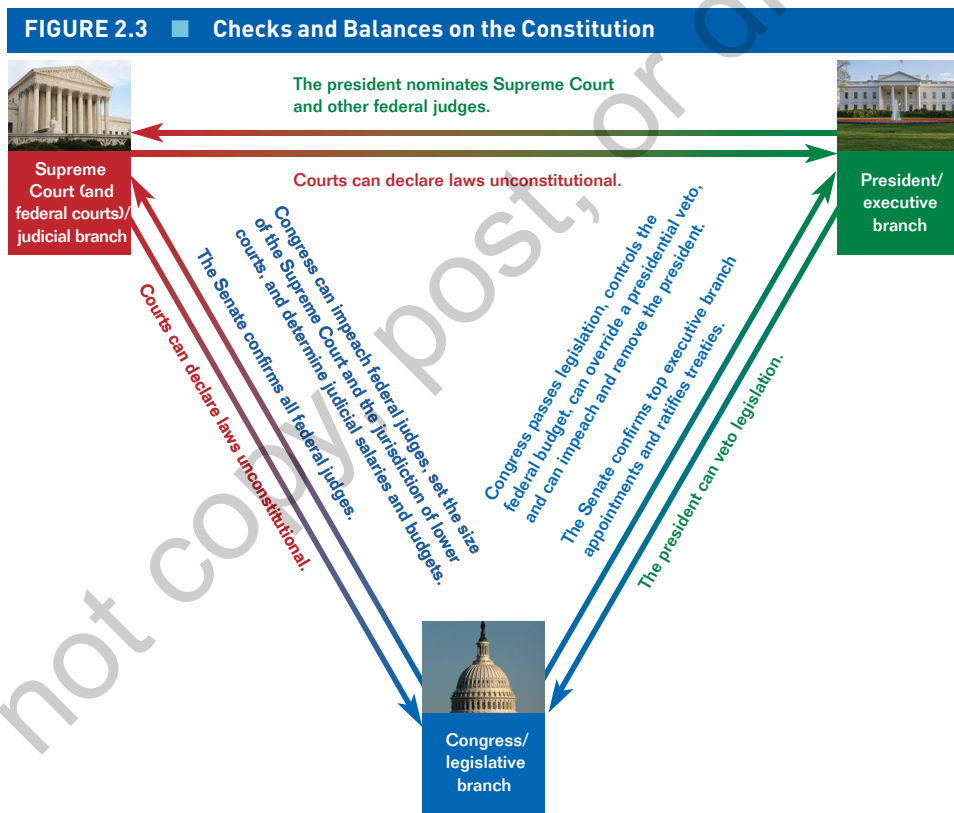 FIGURE 2.3 ■ Checks and Balances on the Constitution
The president nominates Supreme Court
and other federal judges.
Courts can declare laws unconstitutional.
Supreme
Court (and
federal courts)/
judicial branch
President/
executive
branch
Courts can declare laws unconstitutional.
The Senate confirms all federal judges.
Congress can impeach federal judges, set the size
of the Supreme Court and the jurisdiction of lower
courts, and determine judicial salaries and budgets.
Congress passes legislation, controls the
federal budget, can override a presidential veto,
and can impeach and remove the president.
The Senate confirms top executive branch
appointments and ratifies treaties.
The president can veto legislation.
Congress/
legislative
branch
not copy, post, or